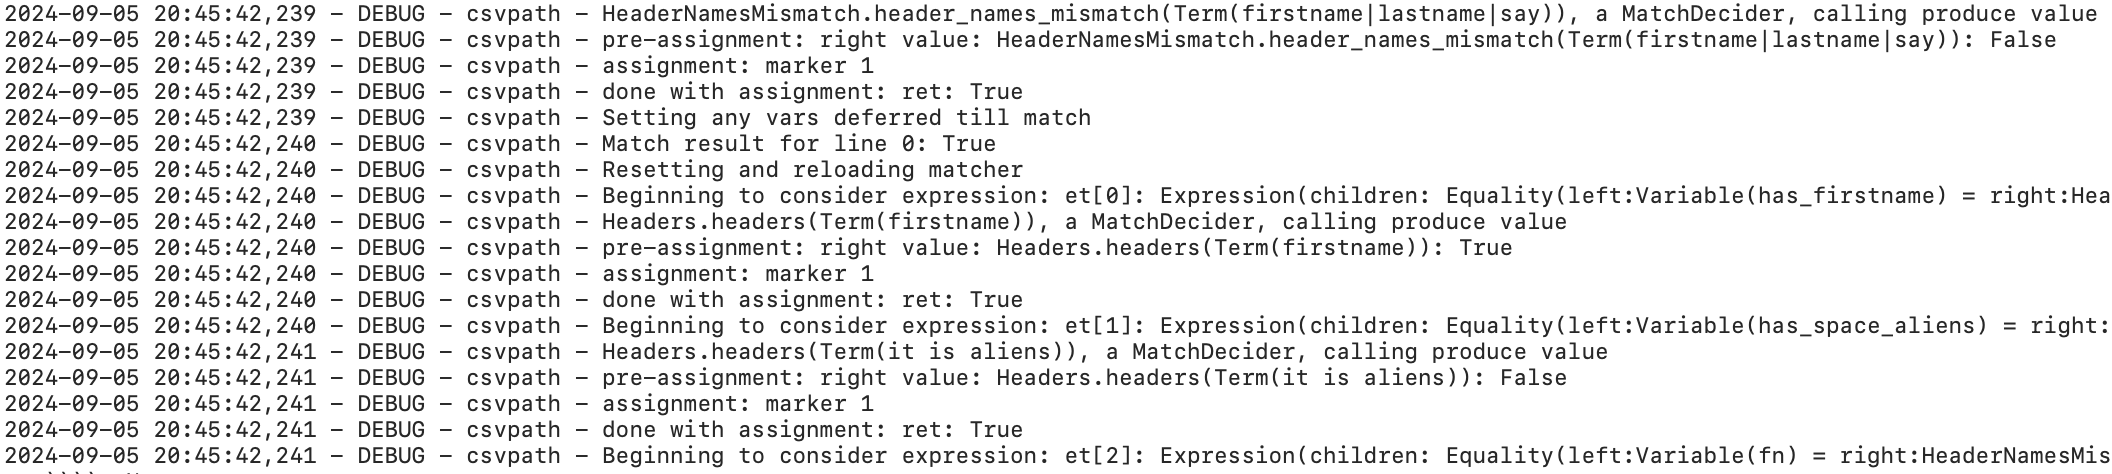 2024-09-05 20:45:42,239 - DEBUG - csvpath - HeaderNamesMismatch.header_names_mismatch(Term(firstname|lastname|say)), a MatchDecider, calling produce value
2024-09-05 20:45:42,239 - DEBUG - csvpath - pre-assignment: right value: HeaderNamesMismatch.header_names_mismatch(Term(firstname|lastname|say)): False
2024-09-05 20:45:42,239 - DEBUG - csvpath - assignment: marker 1
2024-09-05 20:45:42,239 - DEBUG - csvpath - done with assignment: ret: True
2024-09-05 20:45:42,239 - DEBUG - csvpath - Setting any vars deferred till match
2024-09-05 20:45:42,240 - DEBUG - csvpath - Match result for line 0: True
2024-09-05 20:45:42,240 - DEBUG - csvpath - Resetting and reloading matcher
2024-09-05 20:45:42,240 - DEBUG - csvpath - Beginning to consider expression: et[0]: Expression(children: Equality(left:Variable(has_firstname) = right:Hea
2024-09-05 20:45:42,240 - DEBUG - csvpath - Headers.headers(Term(firstname)), a MatchDecider, calling produce value
2024-09-05 20:45:42,240 - DEBUG - csvpath - pre-assignment: right value: Headers.headers(Term(firstname)): True
2024-09-05 20:45:42,240 - DEBUG - csvpath - assignment: marker 1
2024-09-05 20:45:42,240 - DEBUG - csvpath - done with assignment: ret: True
2024-09-05 20:45:42,240 - DEBUG - csvpath - Beginning to consider expression: et[1]: Expression(children: Equality(left:Variable(has_space_aliens) = right:
2024-09-05 20:45:42,241 - DEBUG - csvpath - Headers.headers(Term(it is aliens)), a MatchDecider, calling produce value
2024-09-05 20:45:42,241 - DEBUG - csvpath - pre-assignment: right value: Headers.headers(Term(it is aliens)): False
2024-09-05 20:45:42,241 - DEBUG - csvpath - assignment: marker 1
2024-09-05 20:45:42,241 - DEBUG - csvpath - done with assignment: ret: True
2024-09-05 20:45:42,241 - DEBUG - csvpath - Beginning to consider expression: et[2]: Expression(children: Equality(left:Variable(fn) = right:HeaderNamesMis